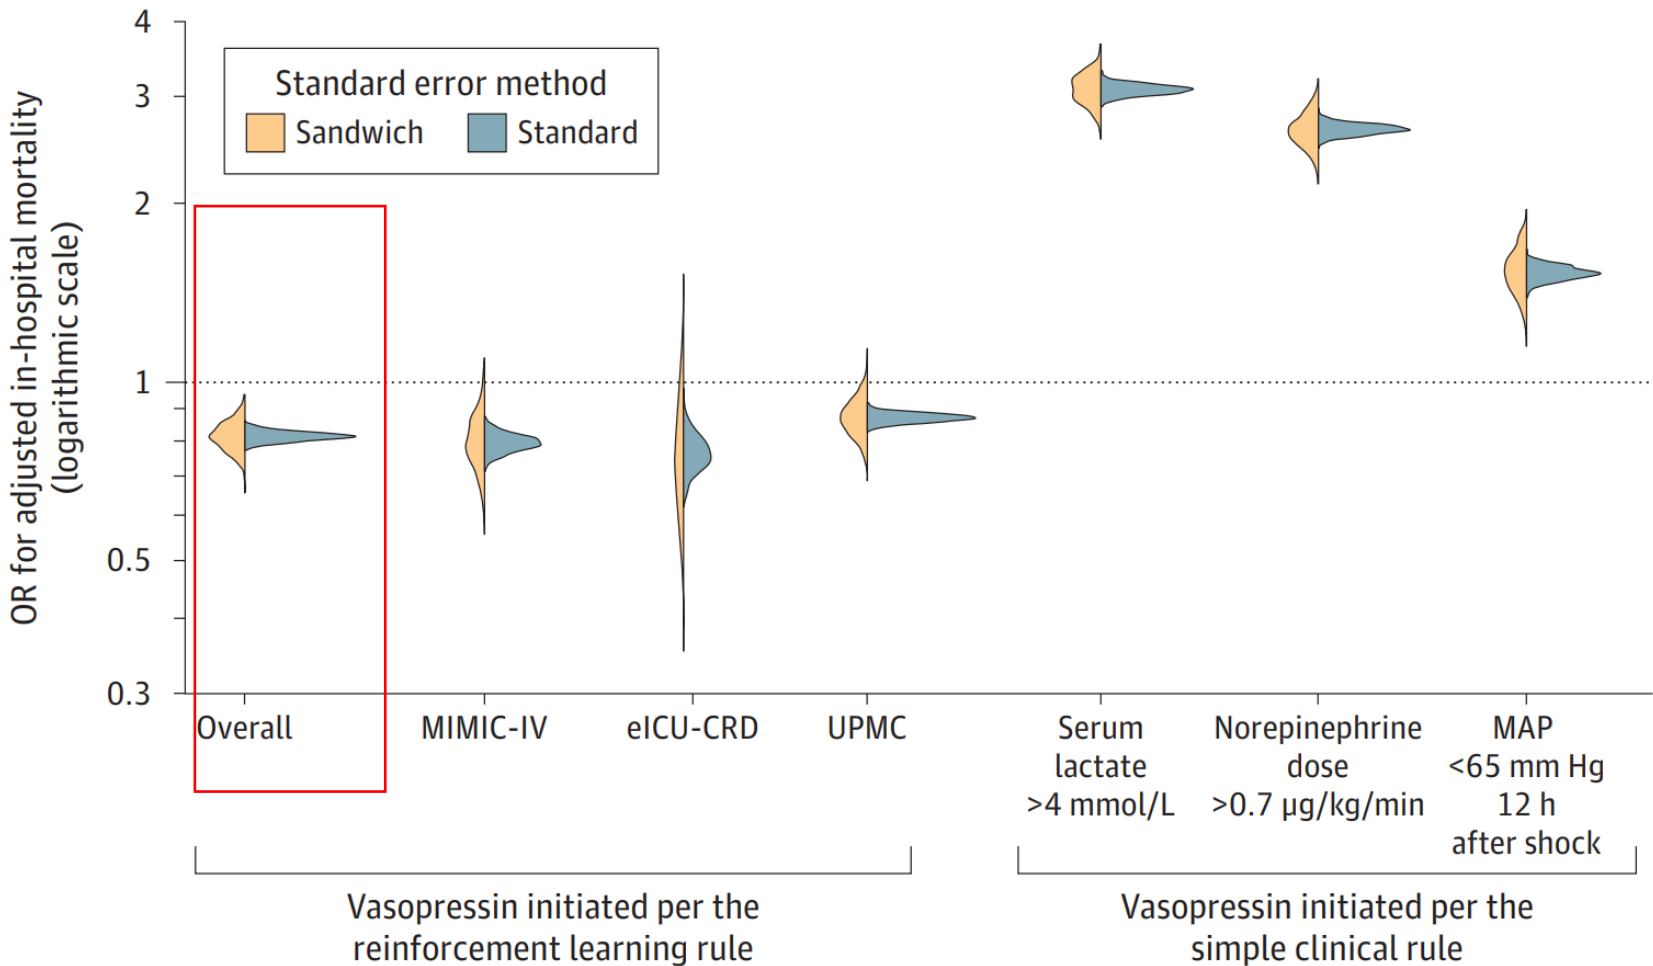 OR for adjusted in-hospital mortality
(logarithmic scale)
4
3
2
1
0.5
0.3
Standard error method
Sandwich
Standard
Overall
MIMIC-IV
eICU-CRD
UPMC
Serum
lactate
>4 mmol/L
Norepinephrine
dose
>0.7 μg/kg/min
MAP
<65 mm Hg
12 h
after shock
Vasopressin initiated per the
reinforcement learning rule
Vasopressin initiated per the
simple clinical rule